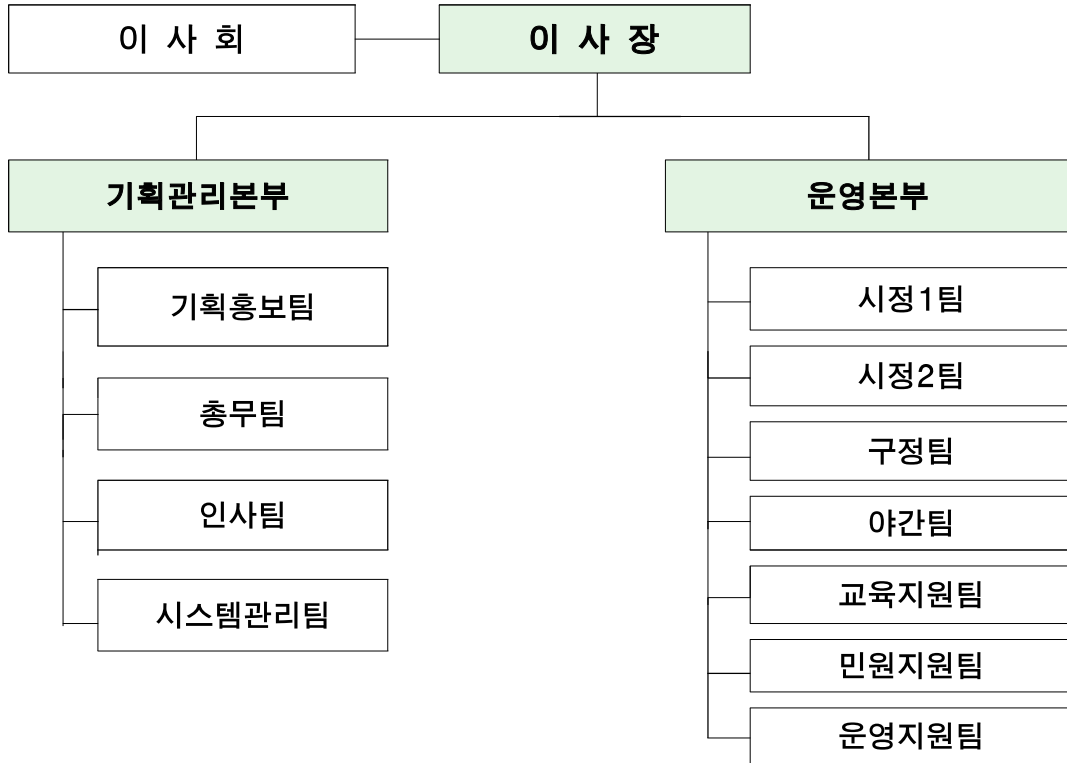 이 사 회
이 사 장
기획관리본부
기획홍보팀
총무팀
인사팀
시스템관리팀
운영본부
시정1팀
시정2팀
구정팀
야간팀
교육지원팀
민원지원팀
운영지원팀